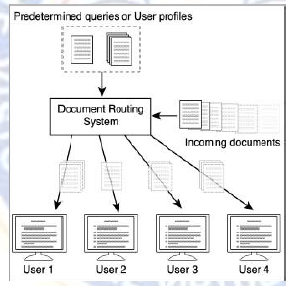 Predetermined queries or User profiles
Document Routing
System
Incoming documents
User 1
User 2
User 3
User 4